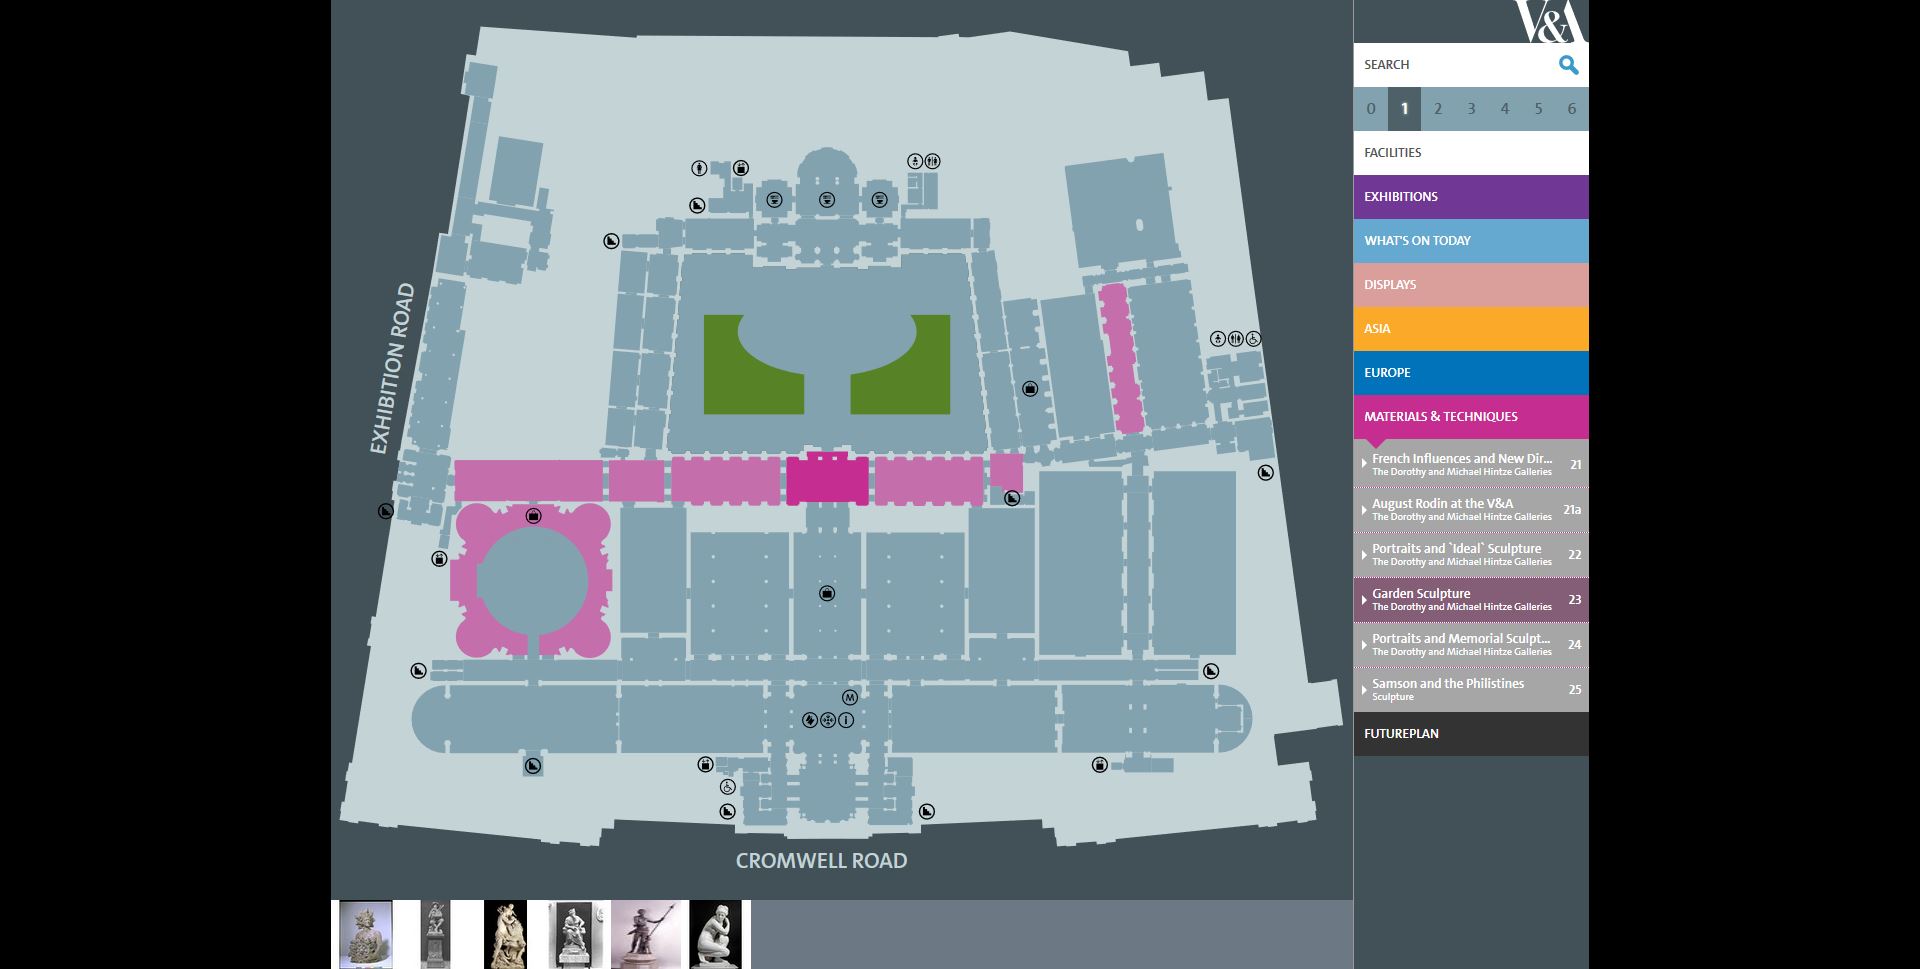 V&A
SEARCH
0 1 2 3 4 5 6
FACILITIES
EXHIBITIONS
WHAT'S ON TODAY
DISPLAYS
ASIA
EUROPE
MATERIALS & TECHNIQUES
French Influences and New Dir... 21
The Dorothy and Michael Hintze Galleries
August Rodin at the V&A 21a
The Dorothy and Michael Hintze Galleries
Portraits and `Ideal` Sculpture 22
The Dorothy and Michael Hintze Galleries
Garden Sculpture 23
The Dorothy and Michael Hintze Galleries
Portraits and Memorial Sculpt... 24
The Dorothy and Michael Hintze Galleries
Samson and the Philistines 25
Sculpture
FUTUREPLAN
EXHIBITION ROAD
M
i
CROMWELL ROAD